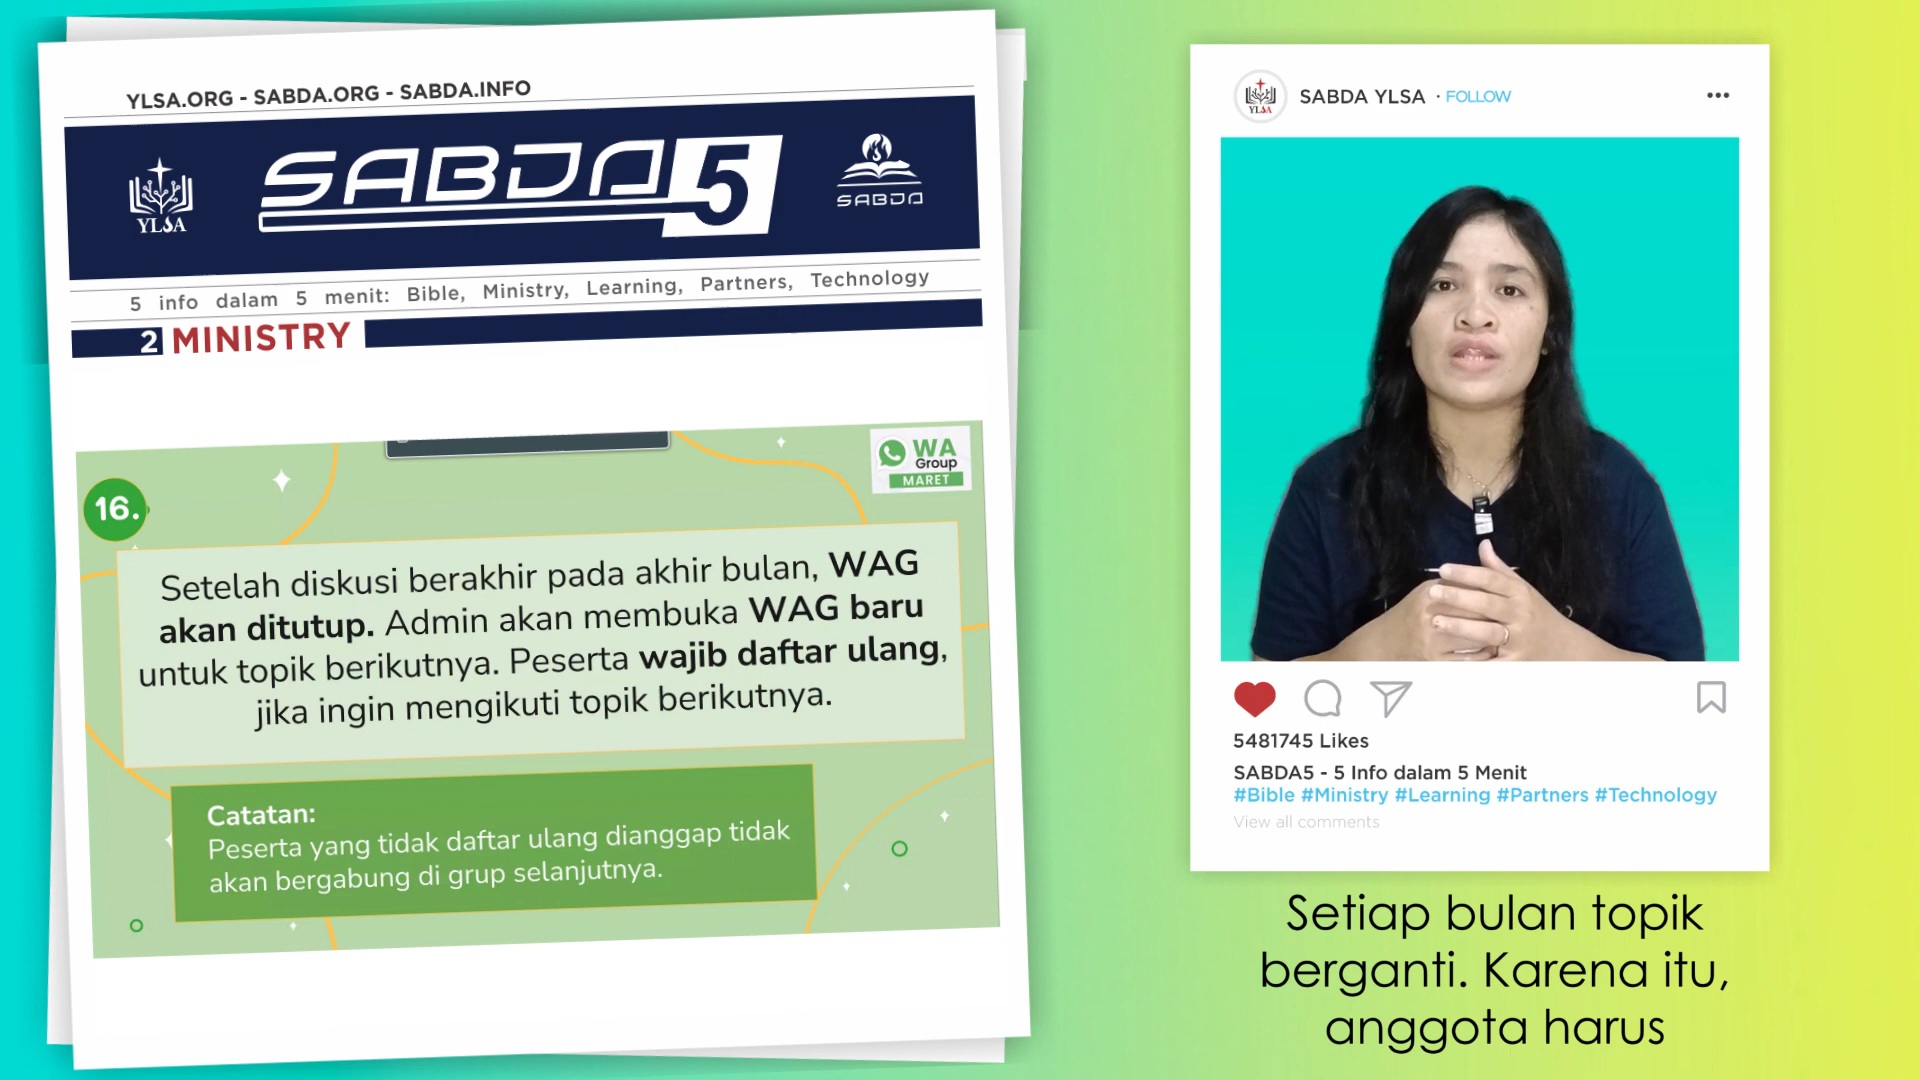 YLSA.ORG - SABDA.ORG - SABDA.INFO
YLSA
SABDA5
SABDA
5 info dalam 5 menit: Bible, Ministry, Learning, Partners, Technology
2 MINISTRY
WA
Group
MARET
16.
Setelah diskusi berakhir pada akhir bulan, WAG
akan ditutup. Admin akan membuka WAG baru
untuk topik berikutnya. Peserta wajib daftar ulang,
jika ingin mengikuti topik berikutnya.
Catatan:
Peserta yang tidak daftar ulang dianggap tidak
akan bergabung di grup selanjutnya.
YLSA
SABDA YLSA · FOLLOW
5481745 Likes
SABDA5 - 5 Info dalam 5 Menit
#Bible #Ministry #Learning #Partners #Technology
View all comments
Setiap bulan topik
berganti. Karena itu,
anggota harus